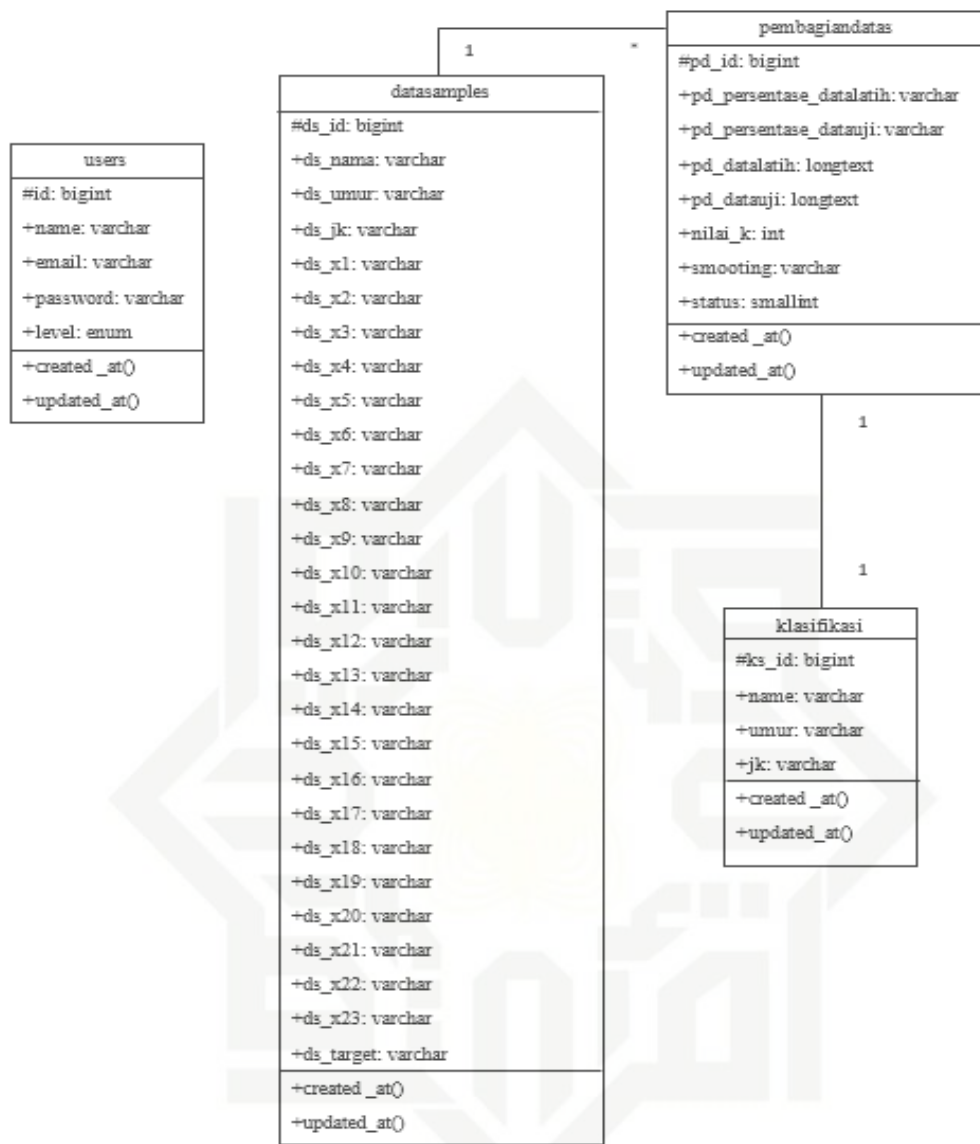 users
#id: bigint
+name: varchar
+email: varchar
+password: varchar
+level: enum
+created _at()
+updated_at()
datasamples
#ds_id: bigint
+ds_nama: varchar
+ds_umur: varchar
+ds_jk: varchar
+ds_x1: varchar
+ds_x2: varchar
+ds_x3: varchar
+ds_x4: varchar
+ds_x5: varchar
+ds_x6: varchar
+ds_x7: varchar
+ds_x8: varchar
+ds_x9: varchar
+ds_x10: varchar
+ds_x11: varchar
+ds_x12: varchar
+ds_x13: varchar
+ds_x14: varchar
+ds_x15: varchar
+ds_x16: varchar
+ds_x17: varchar
+ds_x18: varchar
+ds_x19: varchar
+ds_x20: varchar
+ds_x21: varchar
+ds_x22: varchar
+ds_x23: varchar
+ds_target: varchar
+created _at()
+updated_at()
1
*
pembagiandatas
#pd_id: bigint
+pd_persentase_datalatih: varchar
+pd_persentase_datauji: varchar
+pd_datalatih: longtext
+pd_datauji: longtext
+nilai_k: int
+smooting: varchar
+status: smallint
+created _at()
+updated_at()
1
1
klasifikasi
#ks_id: bigint
+name: varchar
+umur: varchar
+jk: varchar
+created _at()
+updated_at()